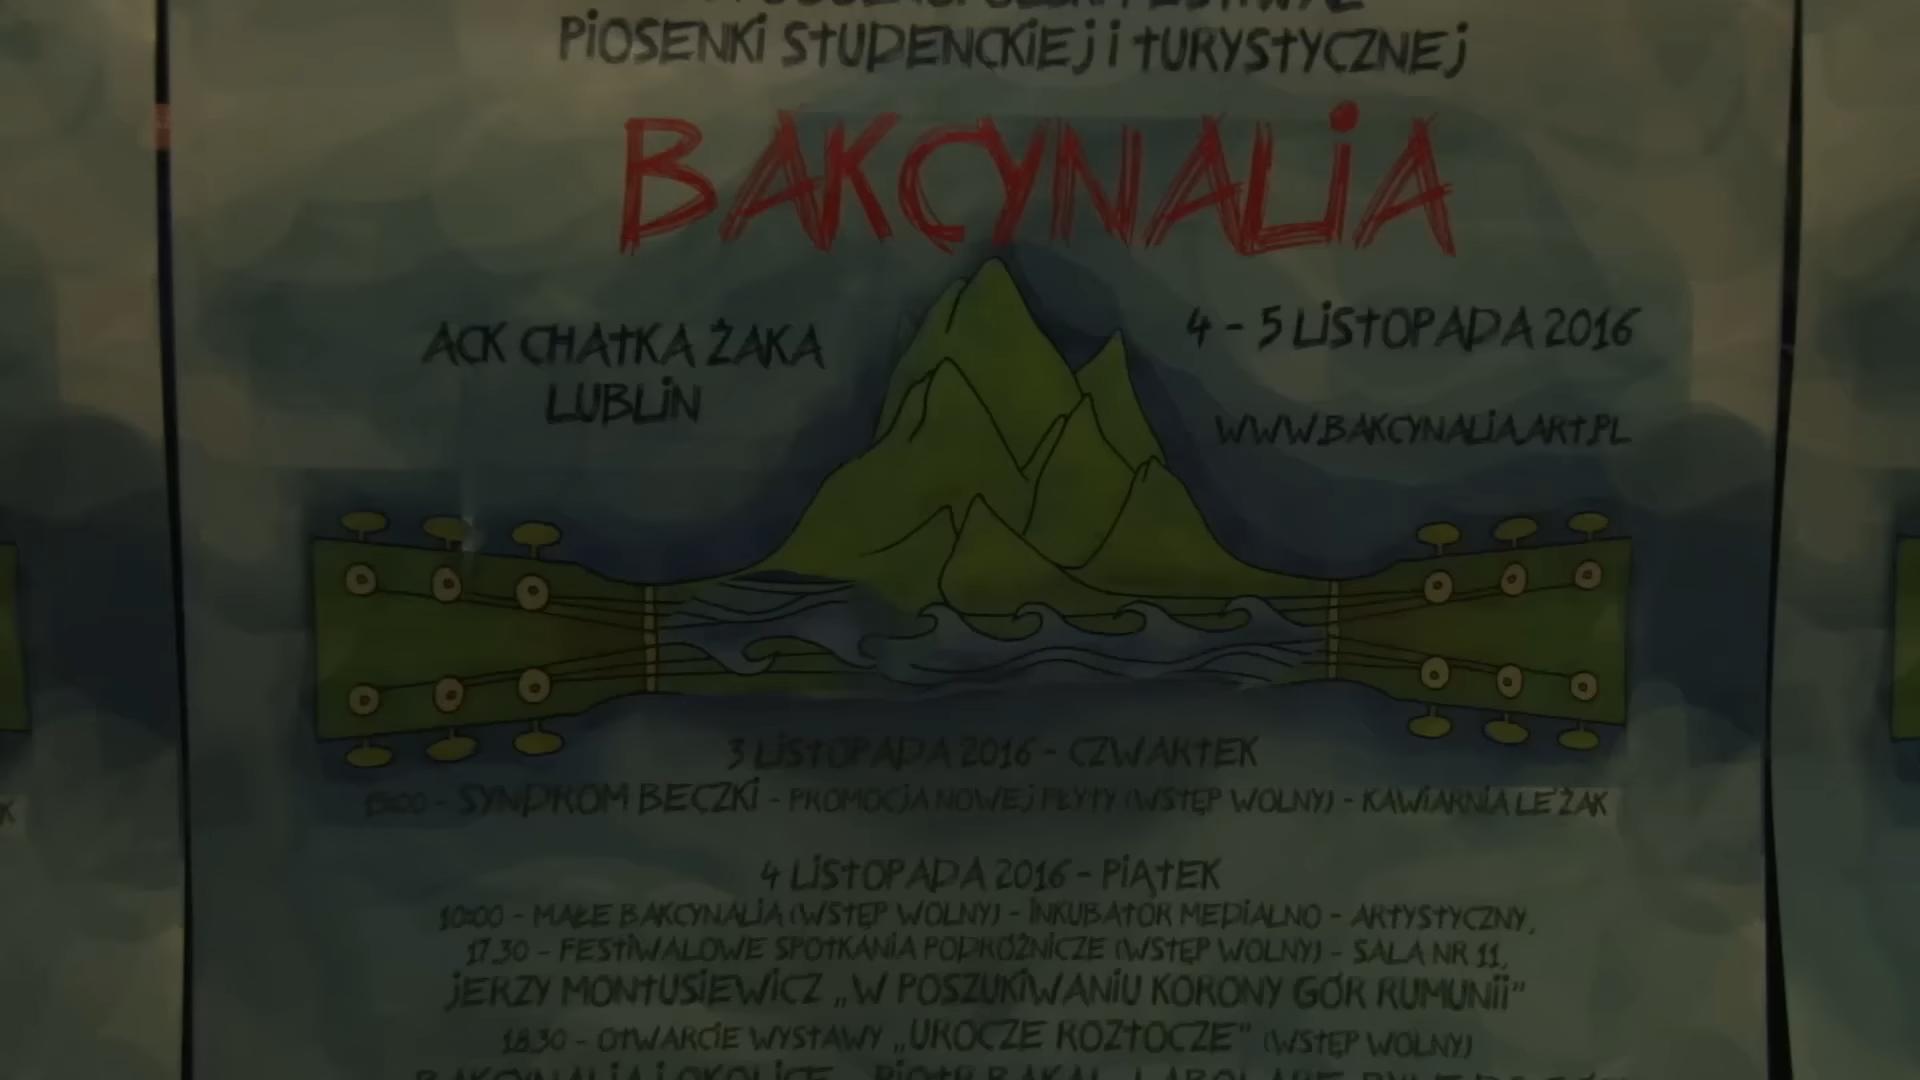 PIOSENKI STUDENCKIEJ I TURYSTYCZNEJ
BAKCYNALIA
ACK CHATKA ŻAKA
LUBLIN
4 - 5 LISTOPADA 2016
WWW.BAKCYNALIA.ART.PL
3 LISTOPADA 2016 - CZWARTEK
- SYNDROM BECZKI - PROMOCJA NOWEJ PŁYTY (WSTĘP WOLNY) - KAWIARNIA LE'ŻAK
4 LISTOPADA 2016 - PIĄTEK
10:00 - MAŁE BAKCYNALIA (WSTĘP WOLNY) - INKUBATOR MEDIALNO - ARTYSTYCZNY,
17.30 - FESTIWALOWE SPOTKANIA PODRÓŻNICZE (WSTĘP WOLNY) - SALA NR 11,
JERZY MONTUSIEWICZ „W POSZUKIWANIU KORONY GÓR RUMUNII"
18.30 - OTWARCIE WYSTAWY „UROCZE ROZTOCZE" (WSTĘP WOLNY)